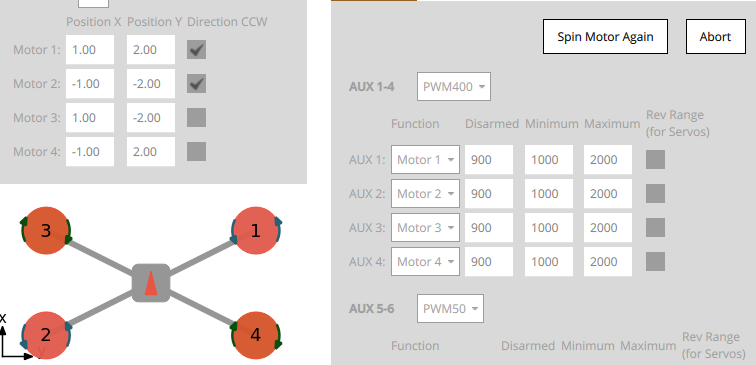 Position X Position Y Direction CCW
Motor 1: 1.00 2.00
Motor 2: -1.00 -2.00
Motor 3: 1.00 -2.00
Motor 4: -1.00 2.00
3 1
2 4
X
Spin Motor Again Abort
AUX 1-4 PWM400
Function Disarmed Minimum Maximum Rev Range
(for Servos)
AUX 1: Motor 1 900 1000 2000
AUX 2: Motor 2 900 1000 2000
AUX 3: Motor 3 900 1000 2000
AUX 4: Motor 4 900 1000 2000
AUX 5-6 PWM50
Function Disarmed Minimum Maximum Rev Range
(for Servos)